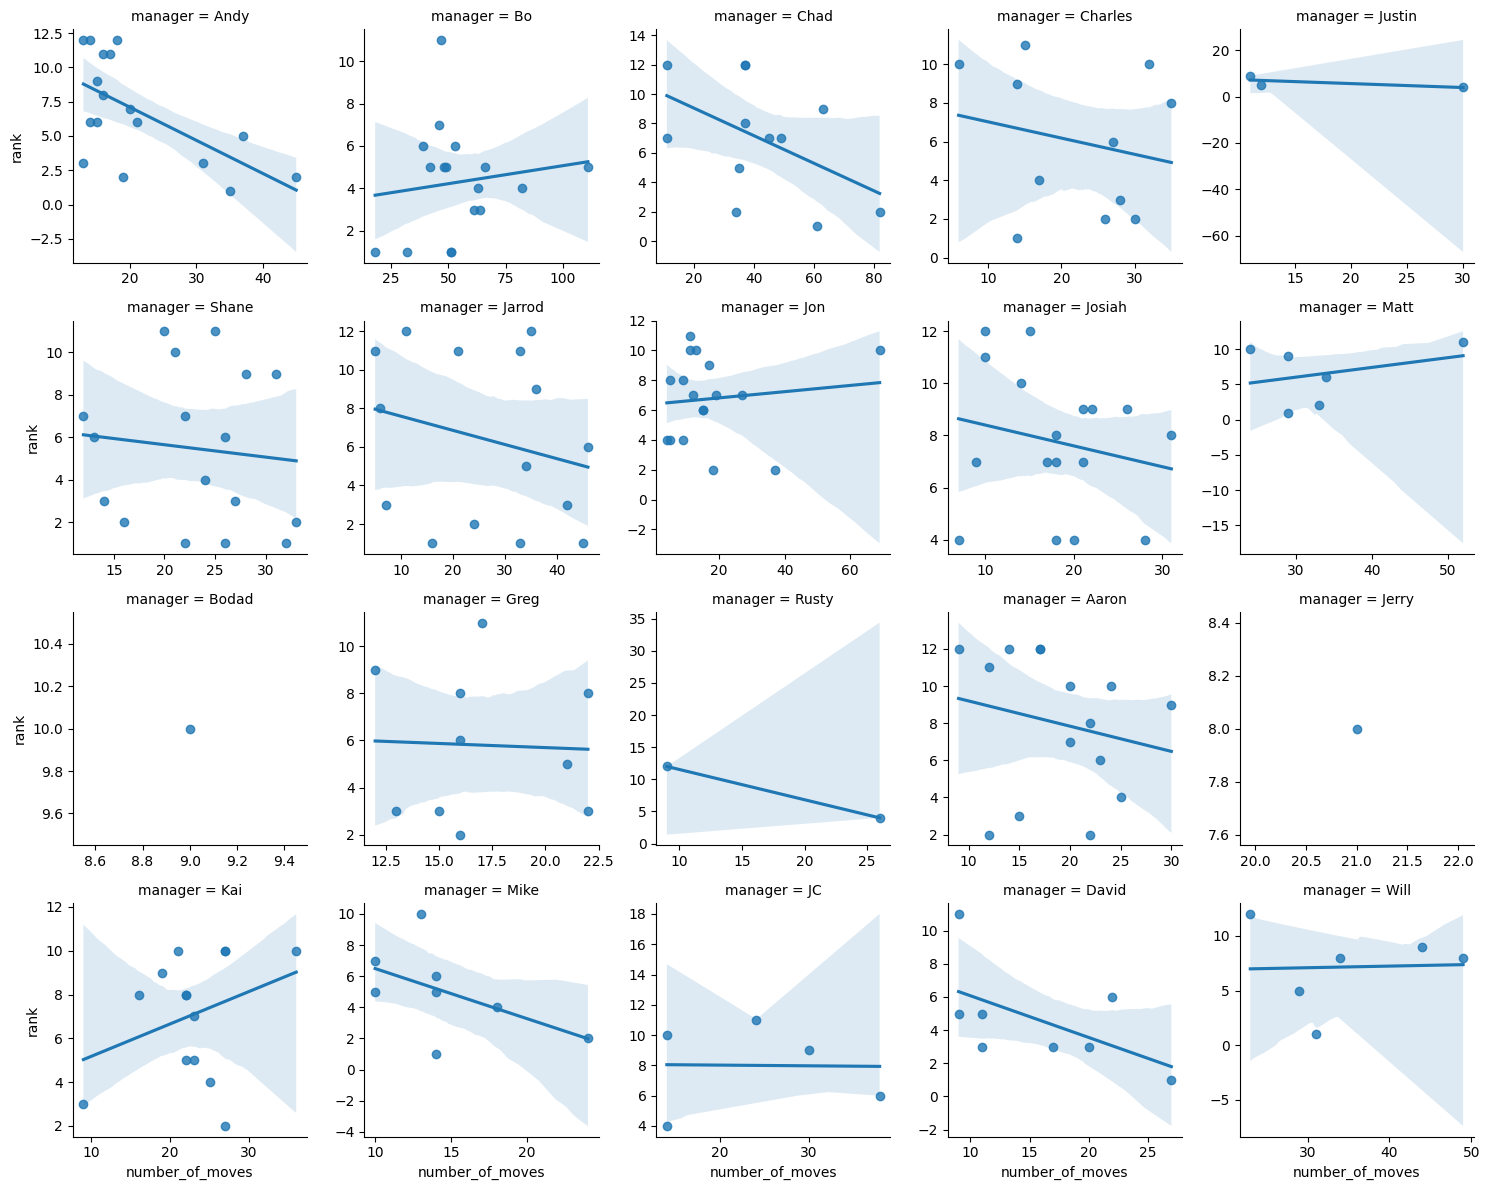 manager = Andy manager = Bo manager = Chad manager = Charles manager = Justin
12.5 10.0 7.5 5.0 2.5 0.0 −2.5
10 8 6 4 2
14 12 10 8 6 4 2 0
10 8 6 4 2 0
20 0 −20 −40 −60
rank
20 30 40
25 50 75 100
20 40 60 80
10 20 30
15 20 25 30
manager = Shane manager = Jarrod manager = Jon manager = Josiah manager = Matt
10 8 6 4 2
12 10 8 6 4 2
12 10 8 6 4 2 0 −2
12 10 8 6 4
10 5 0 −5 −10 −15
rank
15 20 25 30
10 20 30 40
20 40 60
10 20 30
30 40 50
manager = Bodad manager = Greg manager = Rusty manager = Aaron manager = Jerry
10.4 10.2 10.0 9.8 9.6
10 8 6 4 2
35 30 25 20 15 10 5 0
12 10 8 6 4 2
8.4 8.2 8.0 7.8 7.6
rank
8.6 8.8 9.0 9.2 9.4
12.5 15.0 17.5 20.0 22.5
10 15 20 25
10 15 20 25 30
20.0 20.5 21.0 21.5 22.0
manager = Kai manager = Mike manager = JC manager = David manager = Will
12 10 8 6 4 2
10 8 6 4 2 0 −2 −4
18 16 14 12 10 8 6 4
10 8 6 4 2 0 −2
10 5 0 −5
rank
10 20 30
10 15 20
20 30
10 15 20 25
30 40 50
number_of_moves number_of_moves number_of_moves number_of_moves number_of_moves